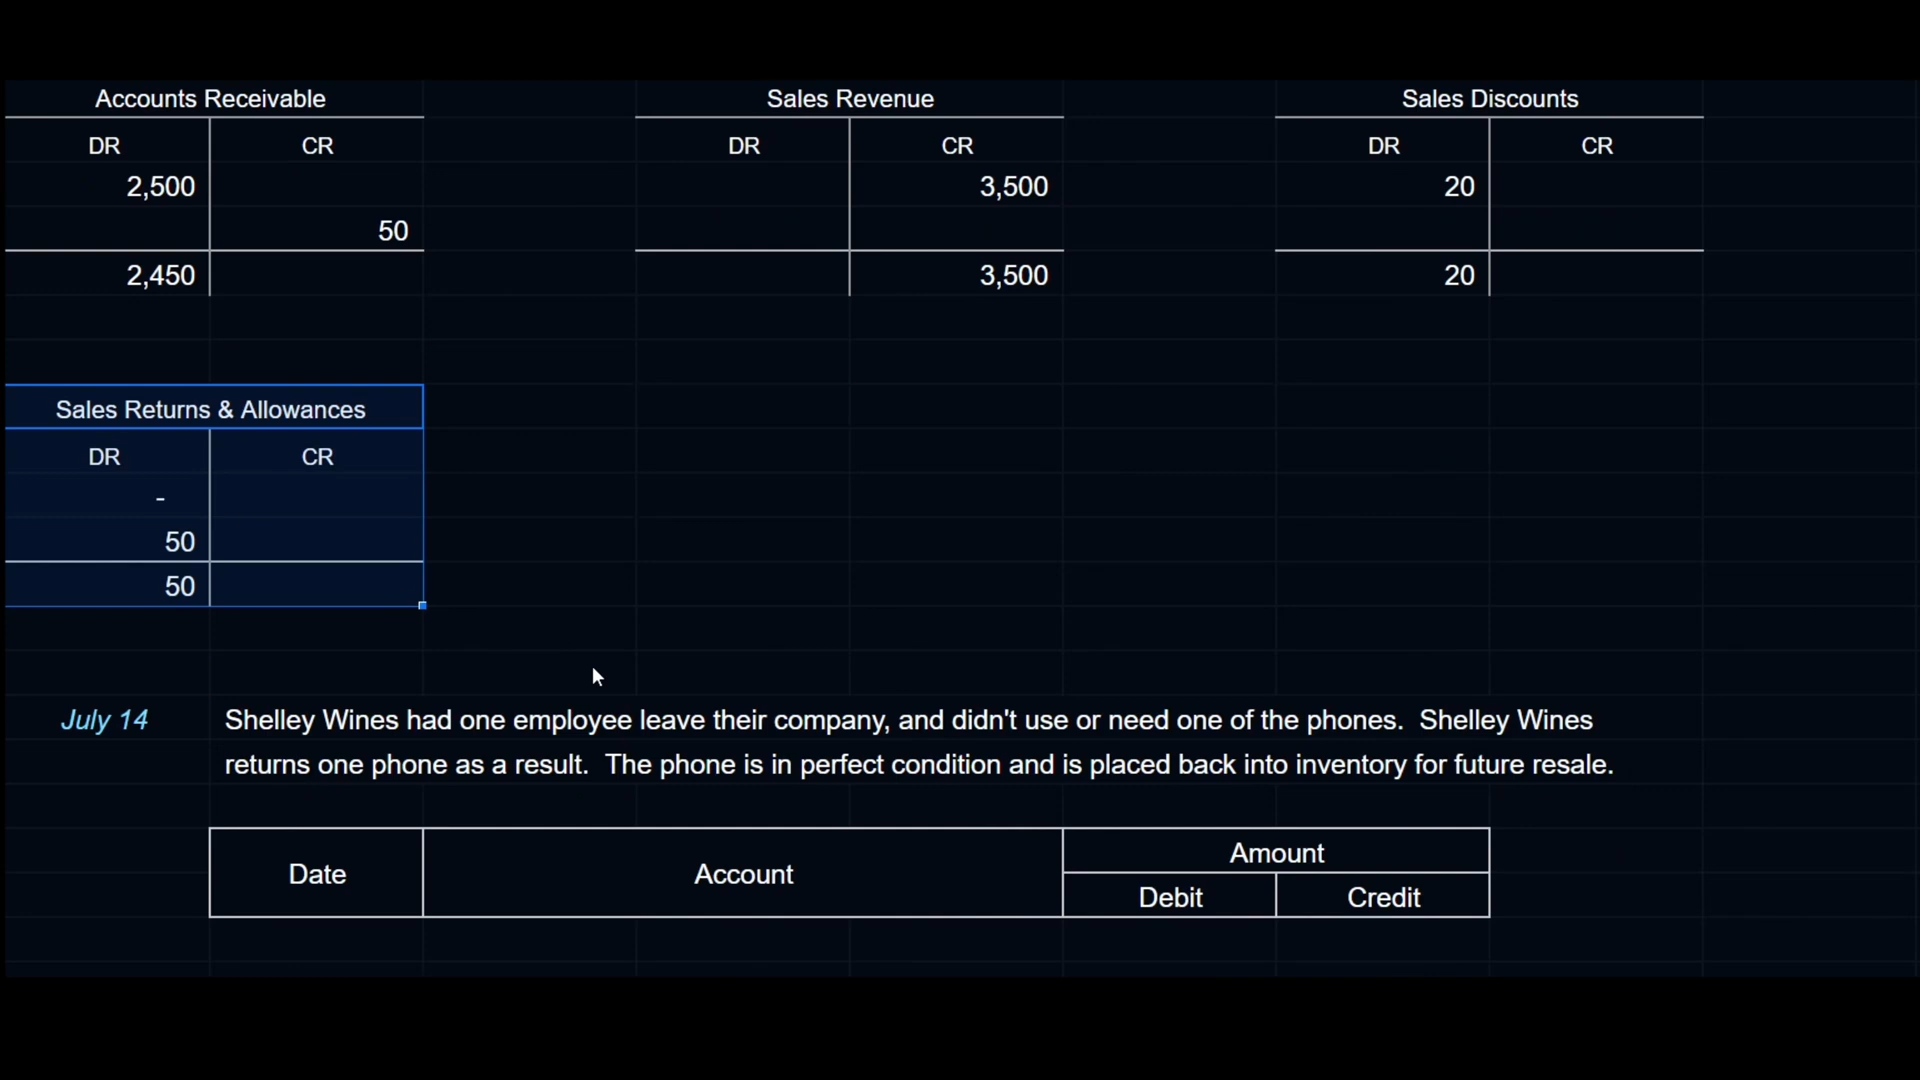 Accounts Receivable Sales Revenue Sales Discounts
DR CR DR CR DR CR
2,500 3,500 20
50
2,450 3,500 20
Sales Returns & Allowances
DR CR
-
50
50
July 14 Shelley Wines had one employee leave their company, and didn't use or need one of the phones. Shelley Wines
returns one phone as a result. The phone is in perfect condition and is placed back into inventory for future resale.
Date Account Amount
Debit Credit